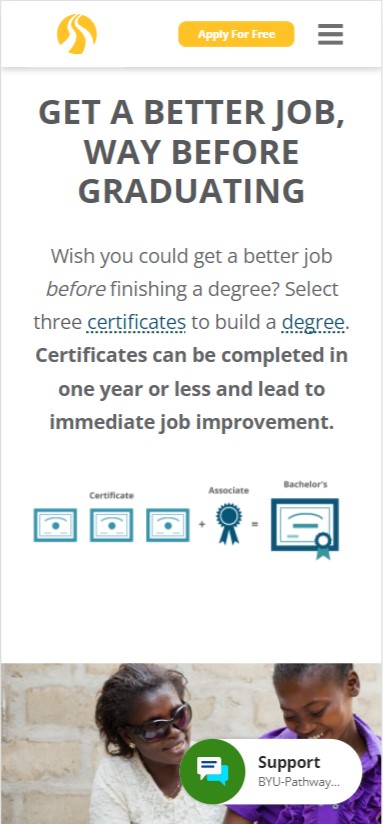 Apply For Free
GET A BETTER JOB,
WAY BEFORE
GRADUATING
Wish you could get a better job
before finishing a degree? Select
three certificates to build a degree.
Certificates can be completed in
one year or less and lead to
immediate job improvement.
Certificate
Associate
Bachelor's
+
=
Support
BYU-Pathway...